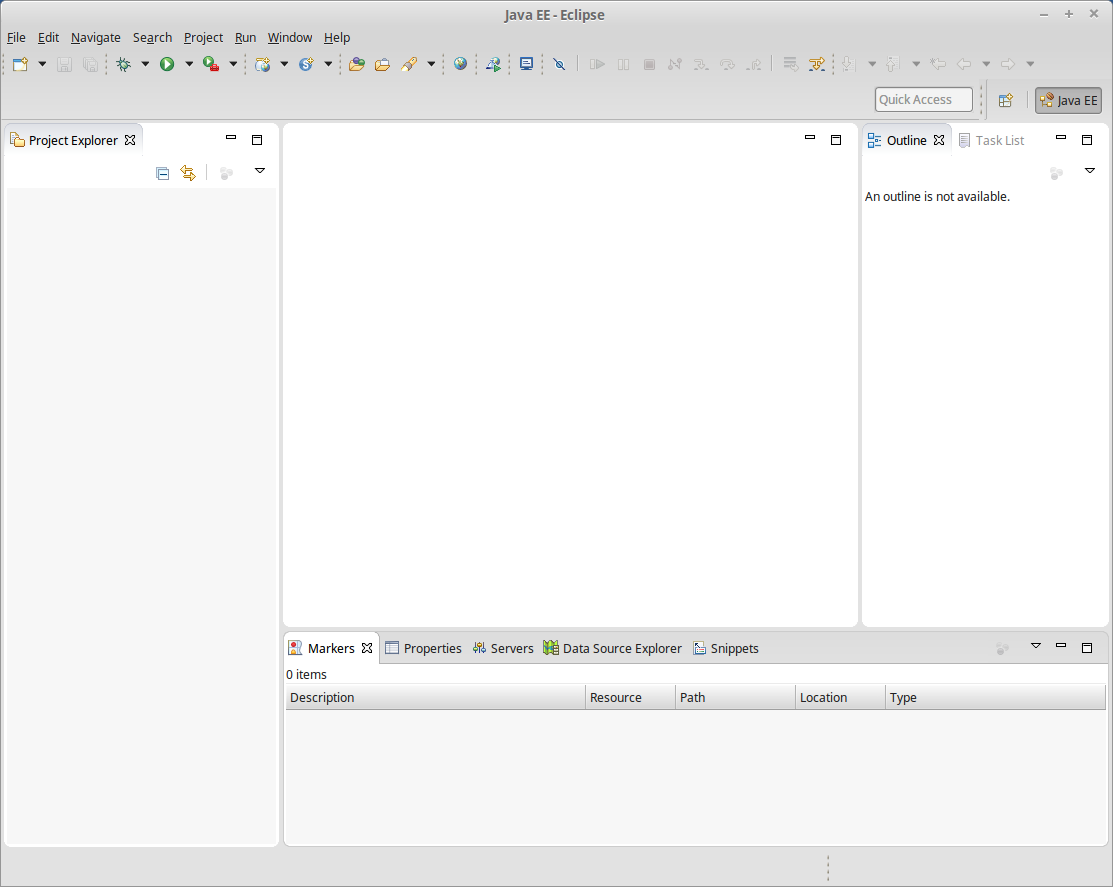 Java EE - Eclipse
File Edit Navigate Search Project Run Window Help
Quick Access
Java EE
Project Explorer
Outline Task List
An outline is not available.
Markers Properties Servers Data Source Explorer Snippets
0 items
Description Resource Path Location Type